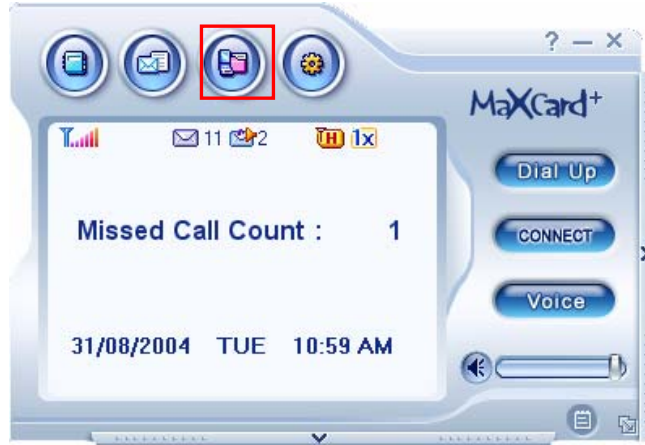 ? — ×
MaXCard+
11 2 H 1x
Dial Up
Missed Call Count : 1
CONNECT
Voice
31/08/2004 TUE 10:59 AM